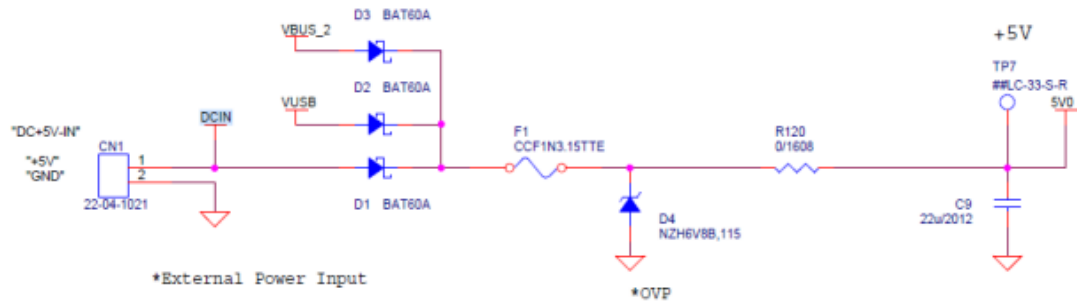 D3 BAT60A
VBUS_2
+5V
D2 BAT60A
TP7
##LC-33-S-R
VUSB
DCIN
5V0
"DC+5V-IN"
CN1
F1
CCF1N3.15TTE
R120
0/1608
"+5V"
1
"GND"
2
22-04-1021
D1 BAT60A
D4
NZH6V8B,115
C9
22u/2012
*External Power Input
*OVP